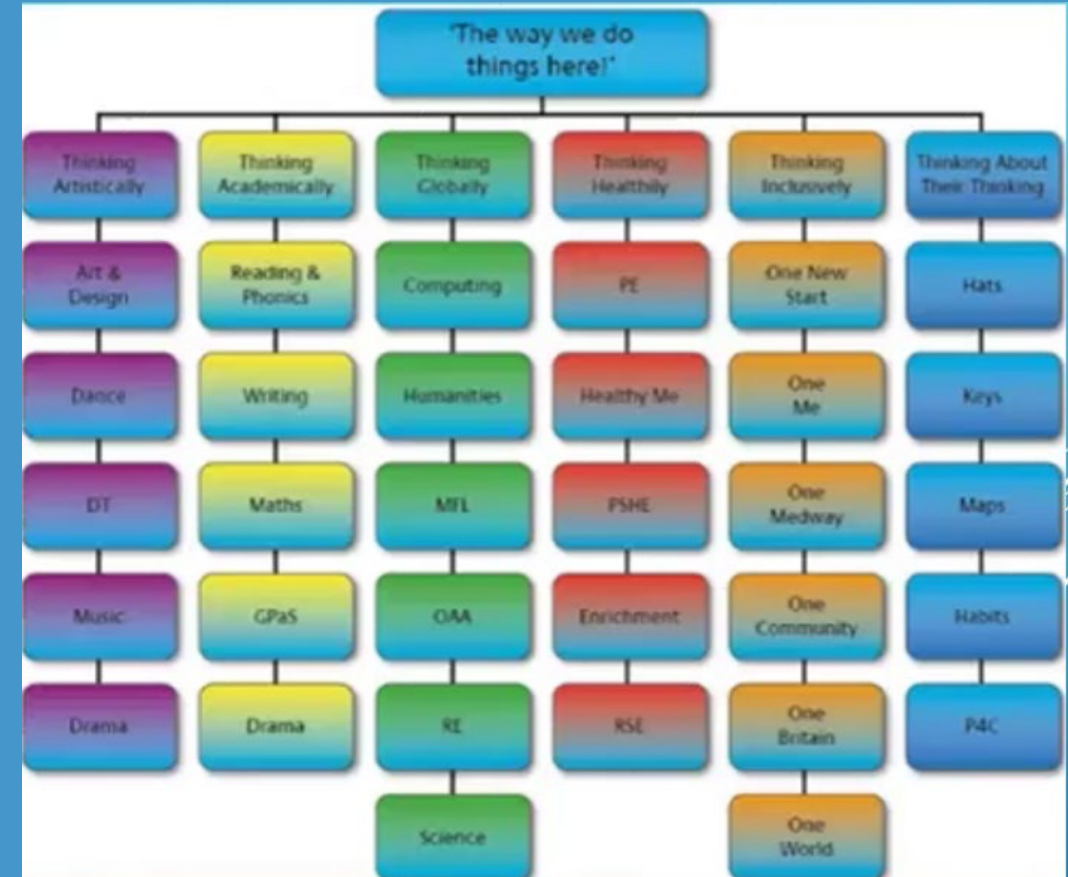 'The way we do
things here!'
Thinking
Artistically
Thinking
Academically
Thinking
Globally
Thinking
Healthily
Thinking
Inclusively
Thinking About
Their Thinking
Art &
Design
Reading &
Phonics
Computing
PE
One New
Start
Hats
Dance
Writing
Humanities
Healthy Me
One
Me
Keys
DT
Maths
MFL
PSHE
One
Medway
Maps
Music
GPaS
OAA
Enrichment
One
Community
Habits
Drama
Drama
RE
RSE
One
Britain
P4C
Science
One
World